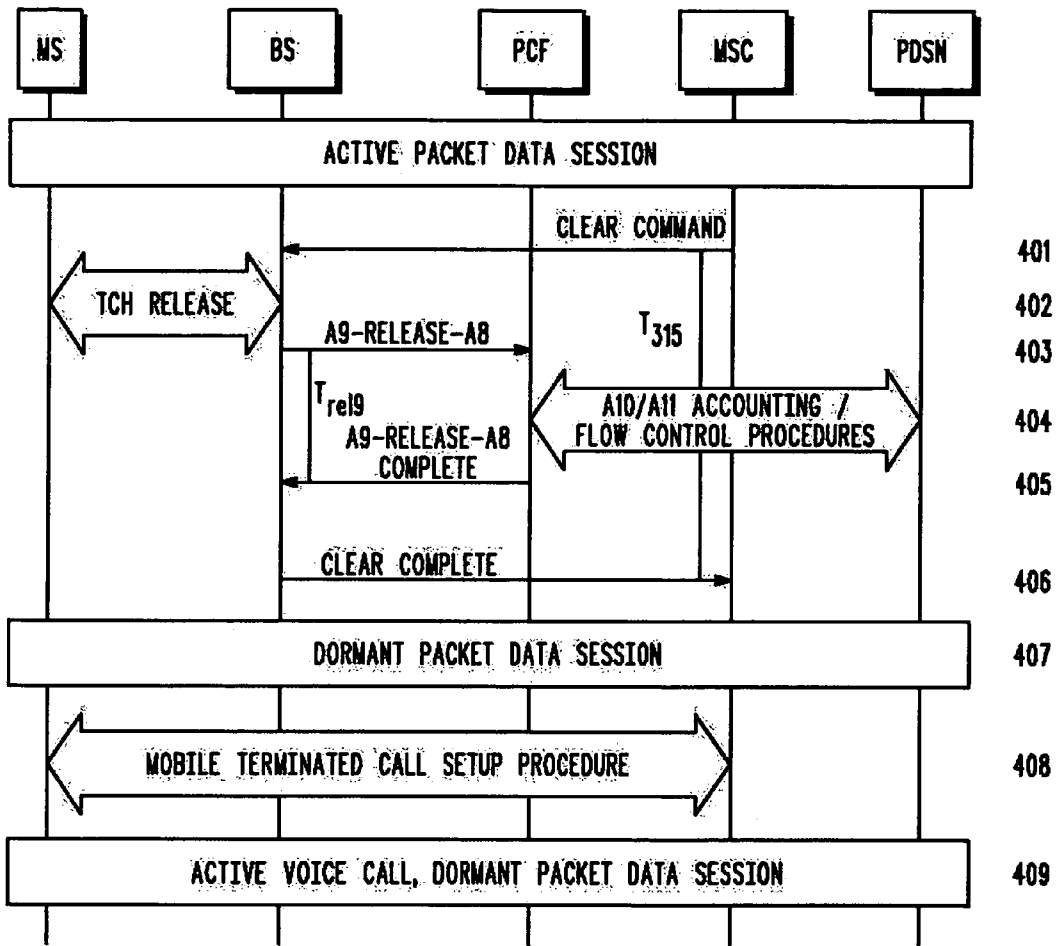 MS
BS
PCF
MSC
PDSN
ACTIVE PACKET DATA SESSION
CLEAR COMMAND
401
TCH RELEASE
402
A9-RELEASE-A8
T315
403
Trel9
A10/A11 ACCOUNTING /
FLOW CONTROL PROCEDURES
404
A9-RELEASE-A8
COMPLETE
405
CLEAR COMPLETE
406
DORMANT PACKET DATA SESSION
407
MOBILE TERMINATED CALL SETUP PROCEDURE
408
ACTIVE VOICE CALL, DORMANT PACKET DATA SESSION
409